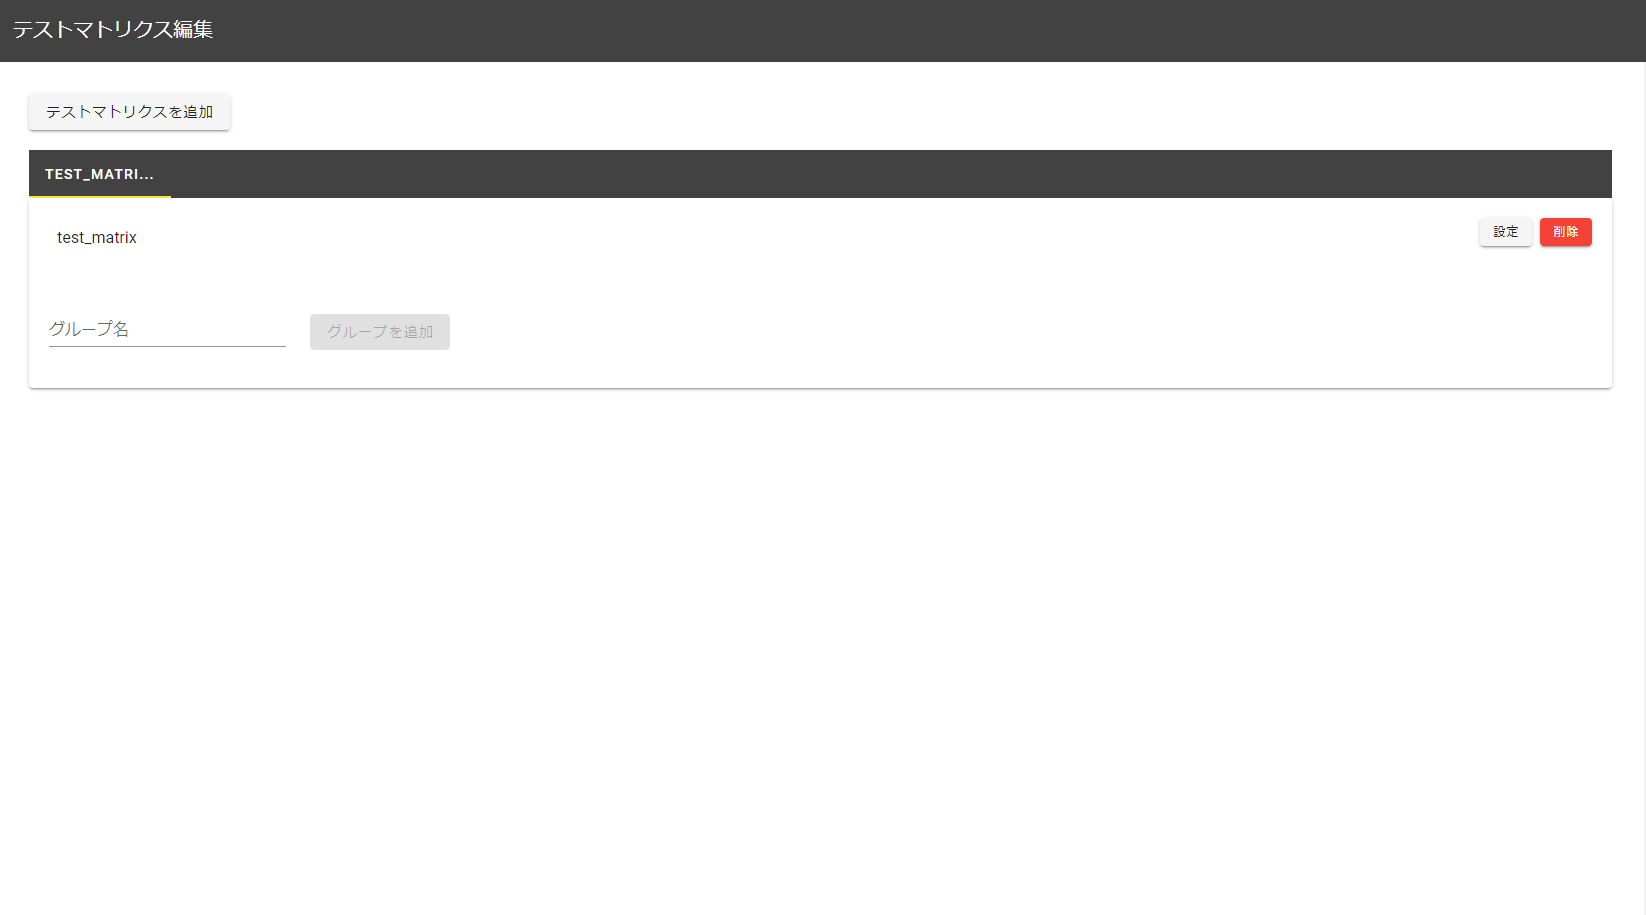 テストマトリクス編集
テストマトリクスを追加
TEST_MATRI...
test_matrix
設定
削除
グループ名
グループを追加